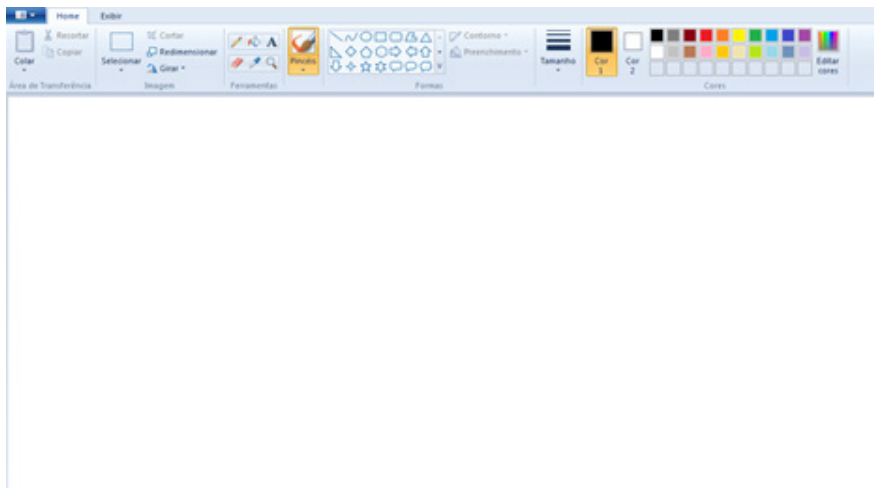 Home Exibir
Colar
Recortar
Copiar
Área de Transferência
Selecionar
Cortar
Redimensionar
Girar
Imagem
A
Ferramentas
Pincéis
Formas
Contorno
Preenchimento
Tamanho
Cor
1
Cor
2
Editar
cores
Cores